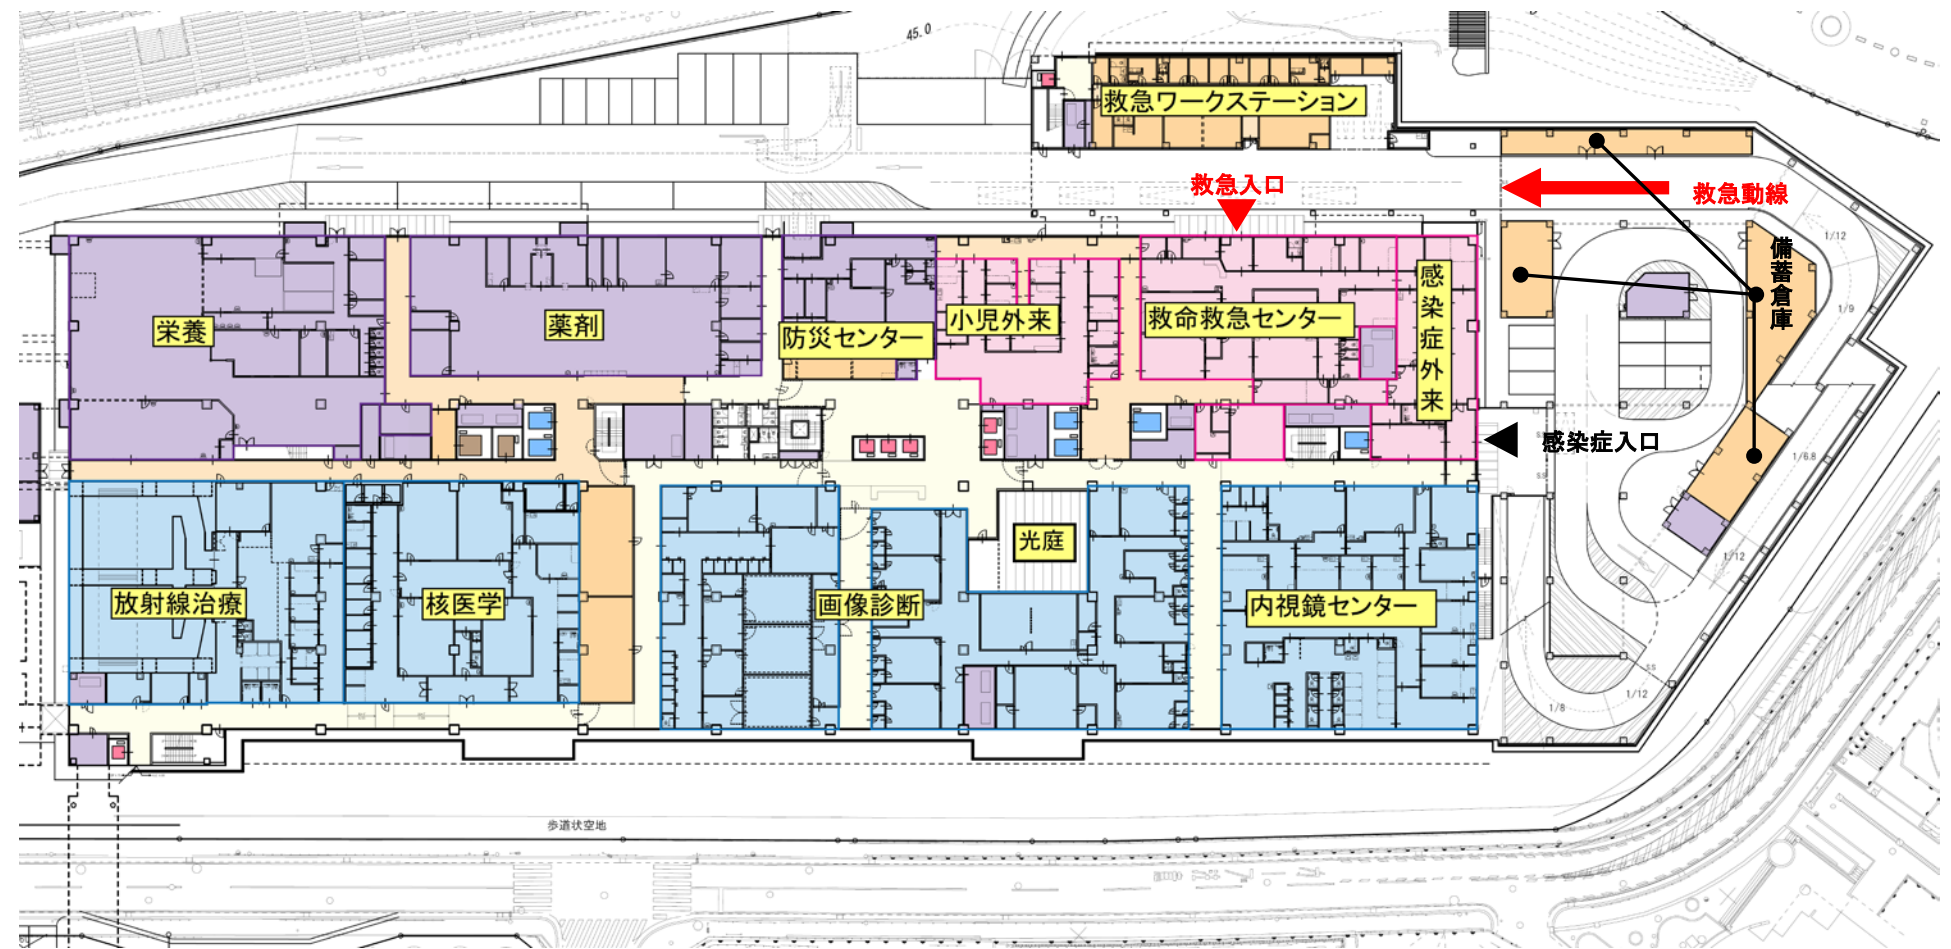 45.0
救急ワークステーション
救急入口
救急動線
備蓄倉庫
1/12
1/9
栄養
薬剤
防災センター
小児外来
救命救急センター
感染症外来
感染症入口
1/6.8
1/12
光庭
放射線治療
核医学
画像診断
内視鏡センター
1/12
1/8
歩道状空地